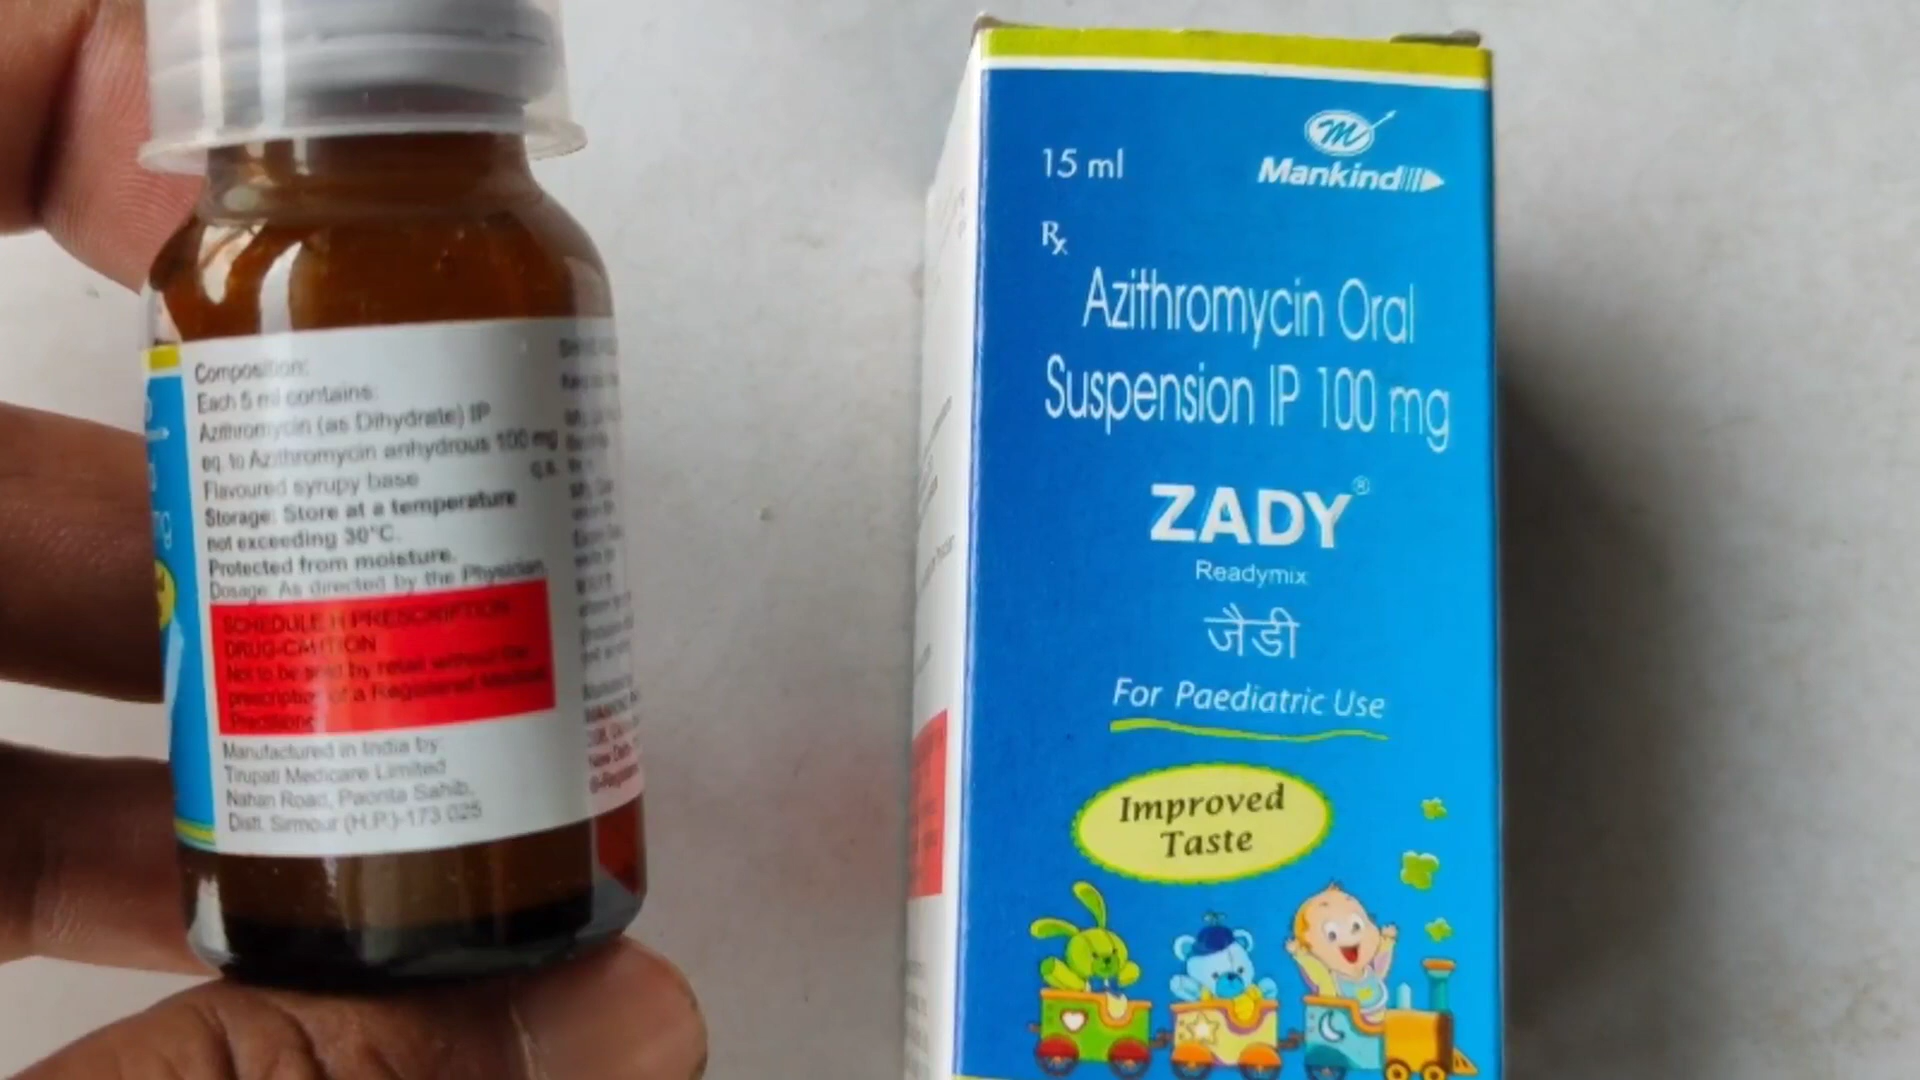 Composition:
Each 5 ml contains:
Azithromycin (as Dihydrate) IP
eq. to Azithromycin anhydrous 100 mg
Flavoured syrupy base q.s.
Storage: Store at a temperature
not exceeding 30°C.
Protected from moisture.
Dosage: As directed by the Physician.
SCHEDULE H PRESCRIPTION
DRUG-CAUTION
Not to be sold by retail without the
prescription of a Registered Medical
Practitioner
Manufactured in India by:
Tirupati Medicare Limited
Nahan Road, Paonta Sahib,
Distt. Sirmour (H.P.)-173 025
15 ml
Mankind
Rx
Azithromycin Oral
Suspension IP 100 mg
ZADY®
Readymix
जैडी
For Paediatric Use
Improved
Taste